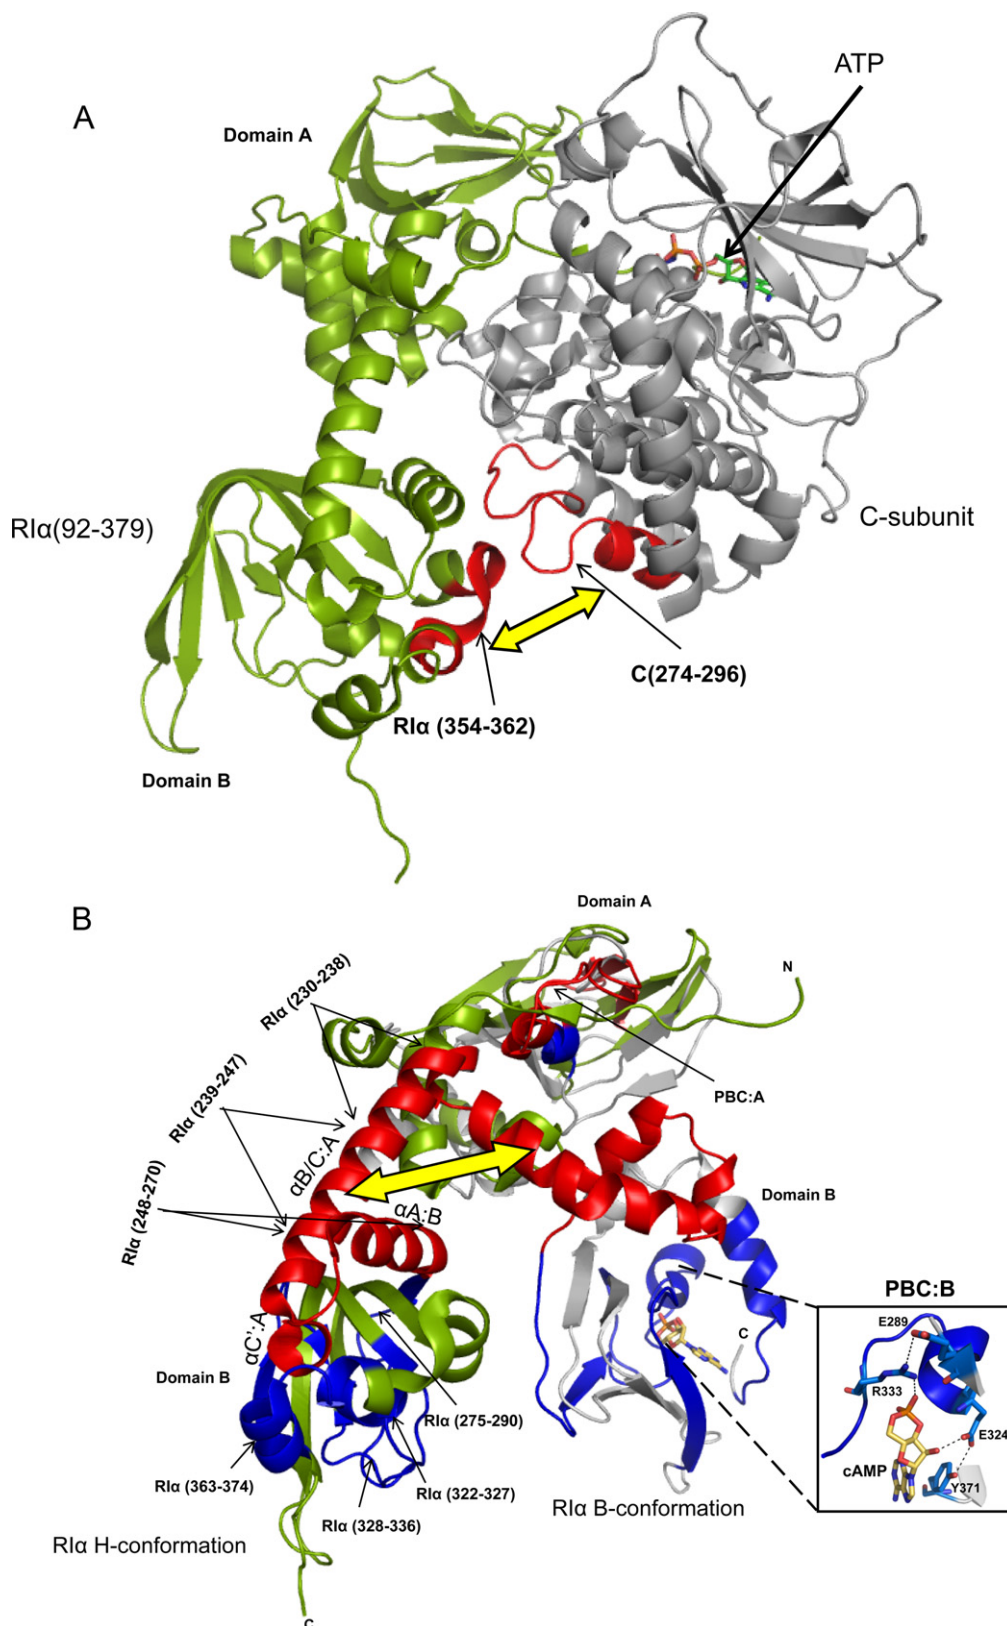 A
ATP
Domain A
RIα(92-379)
C-subunit
C(274-296)
RIα (354-362)
Domain B
B
Domain A
N
RIα (230-238)
RIα (239-247)
PBC:A
αB/C:A
RIα (248-270)
αA:B
Domain B
PBC:B
C
E289
αC':A
R333
Domain B
RIα (275-290)
E324
cAMP
Y371
RIα (363-374)
RIα (322-327)
RIα B-conformation
RIα (328-336)
RIα H-conformation
C